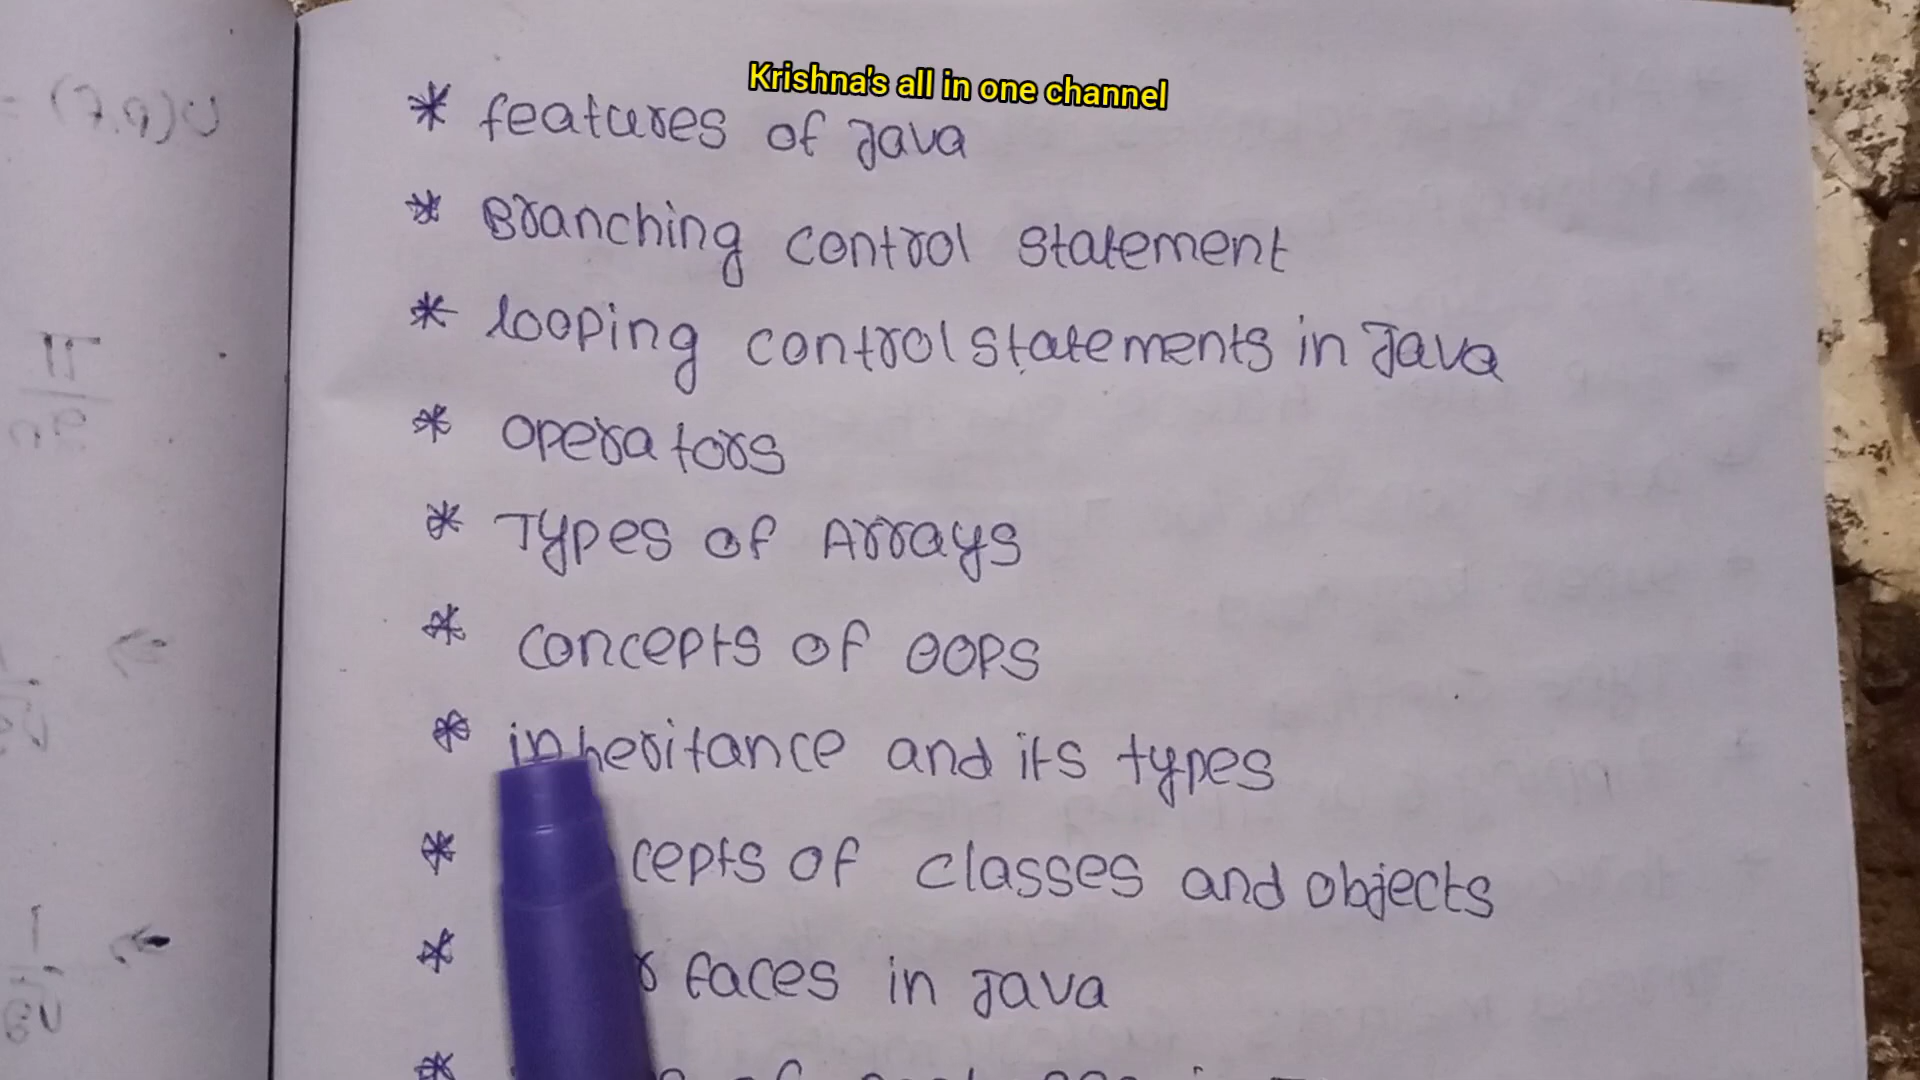 Krishna's all in one channel
* features of Java
* Branching control statement
* looping control statements in Java
* operators
* Types of Arrays
* concepts of OOPS
* inheritance and its types
* cepts of classes and objects
* faces in Java
* of